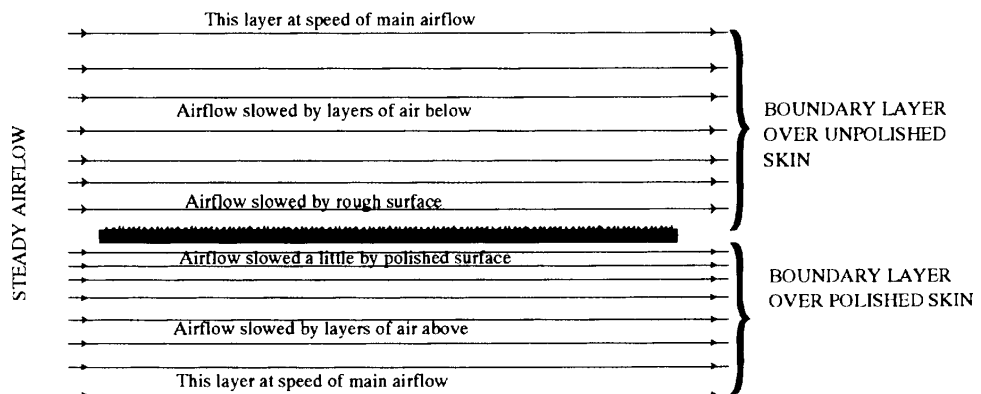 This layer at speed of main airflow
Airflow slowed by layers of air below
Airflow slowed by rough surface
BOUNDARY LAYER
OVER UNPOLISHED
SKIN
STEADY AIRFLOW
Airflow slowed a little by polished surface
Airflow slowed by layers of air above
This layer at speed of main airflow
BOUNDARY LAYER
OVER POLISHED SKIN